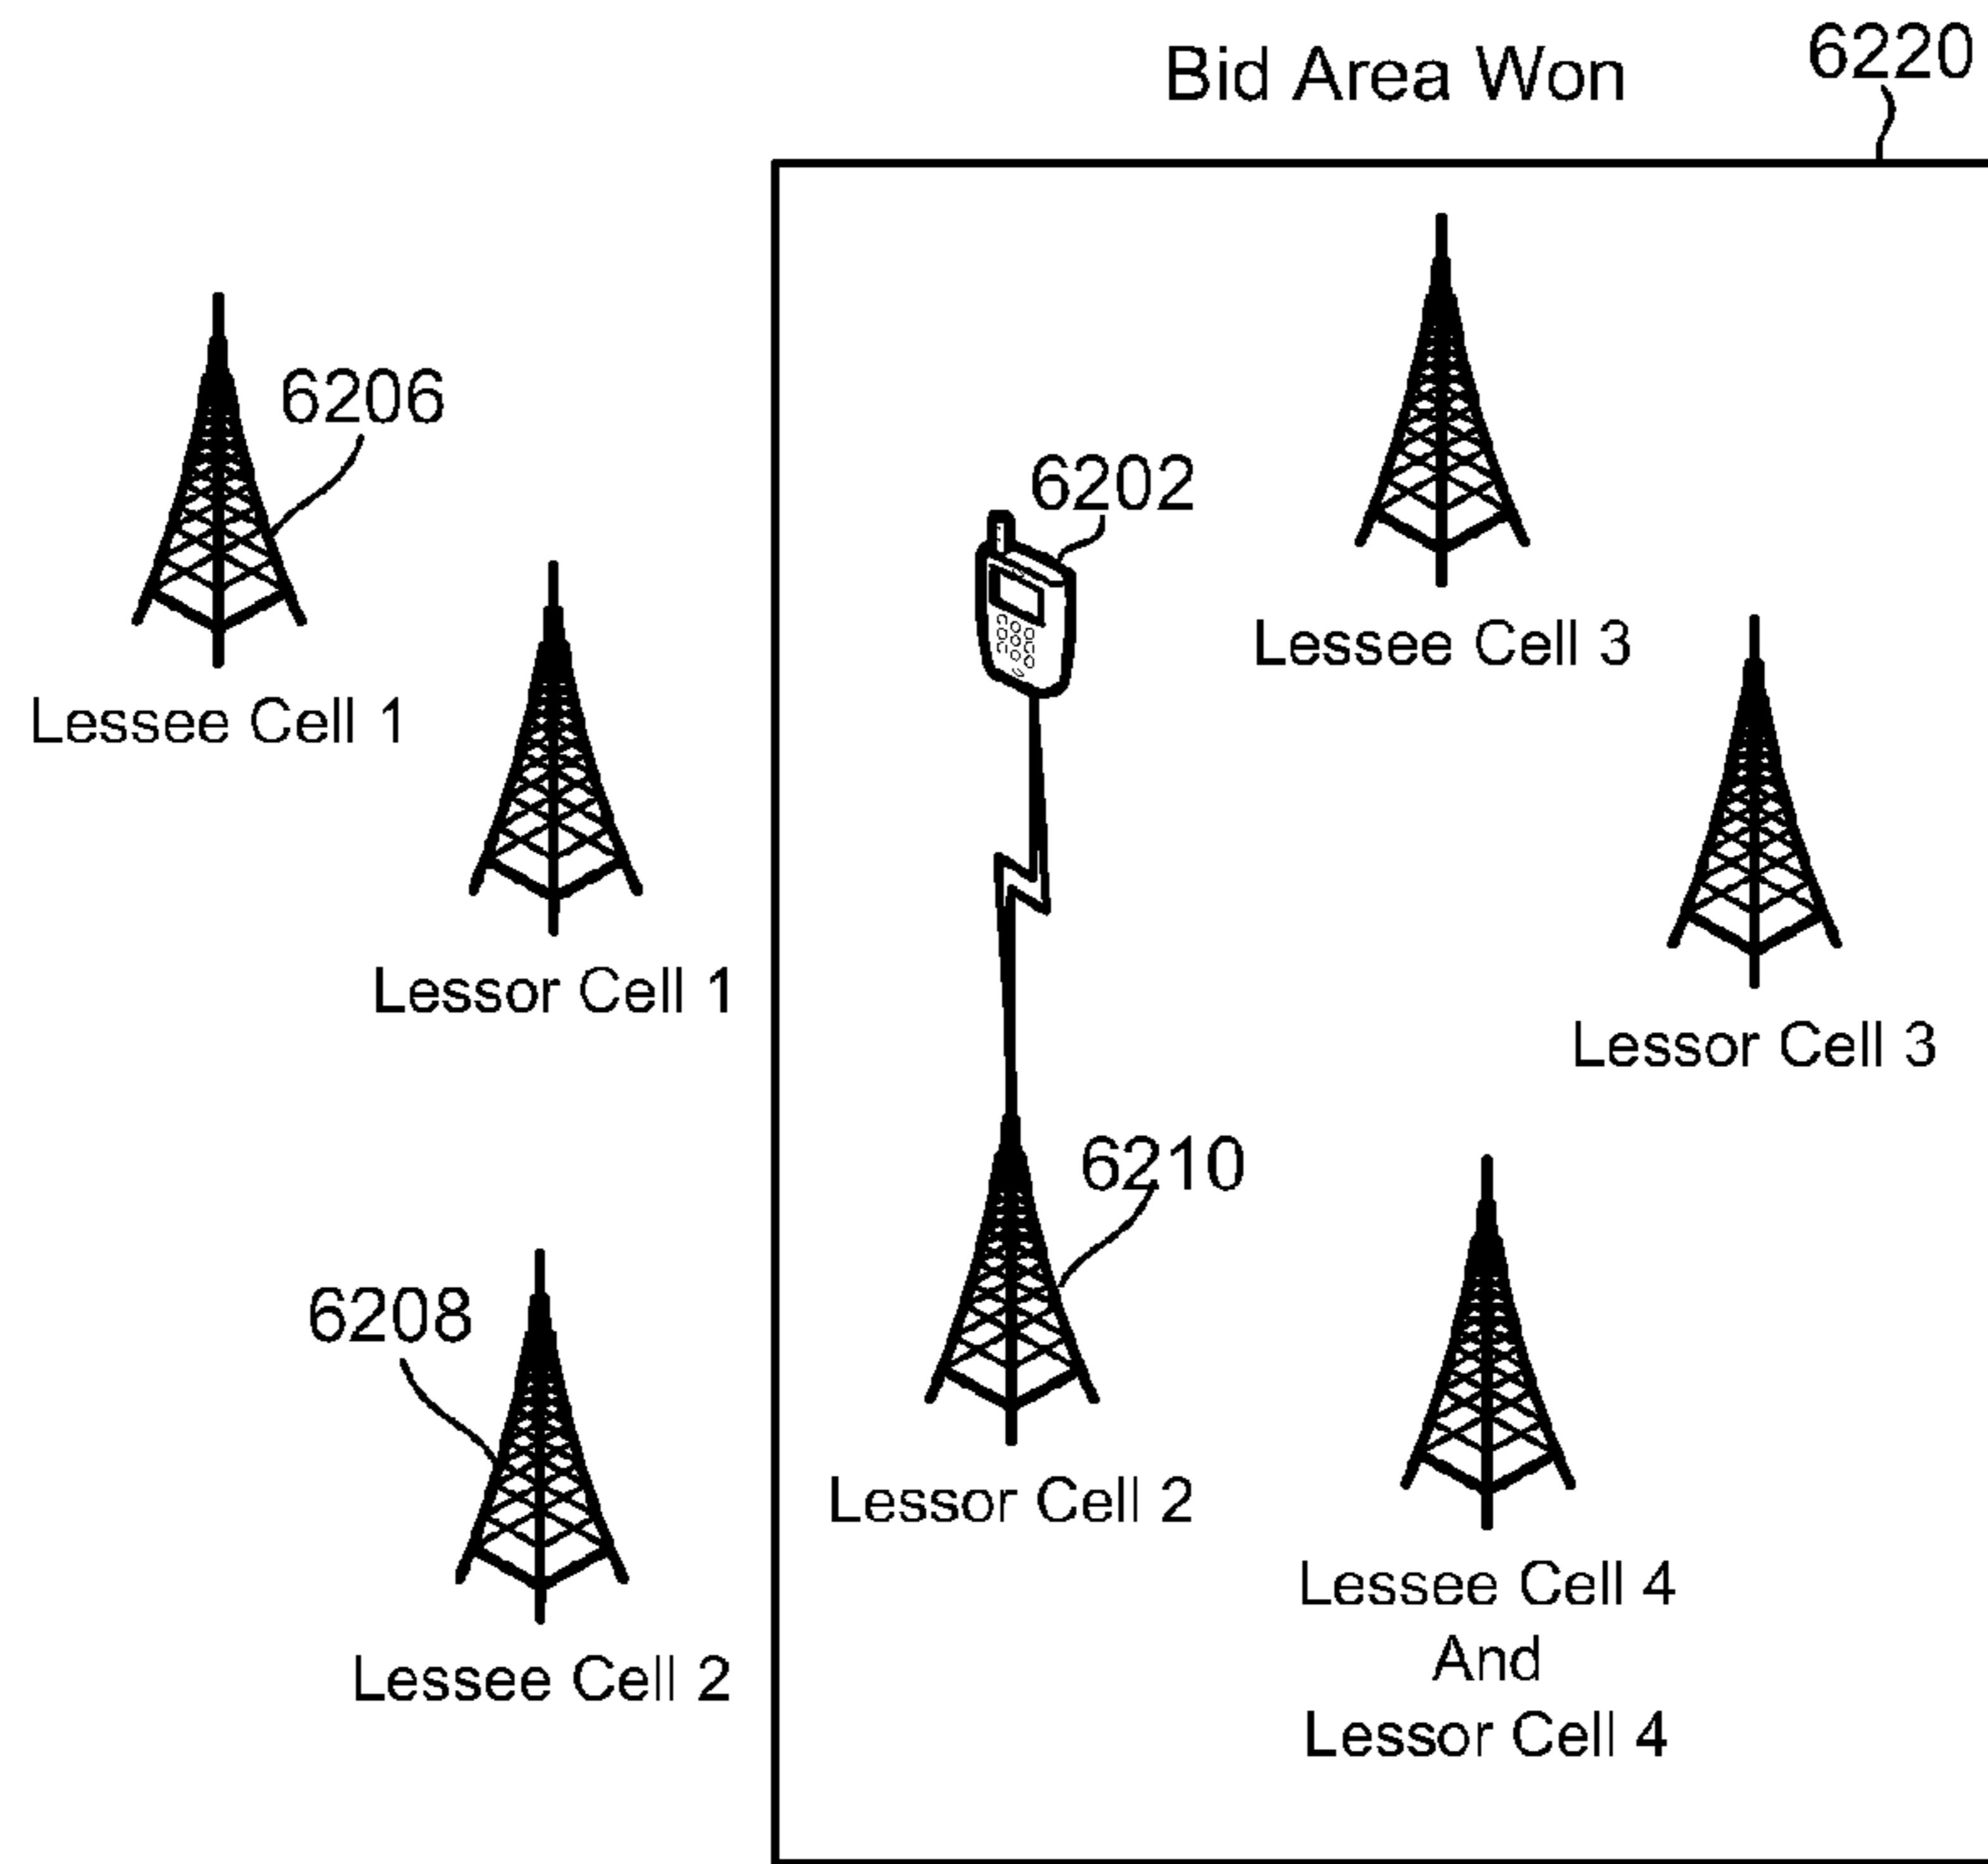 Bid Area Won
6220
6206
6202
Lessee Cell 3
Lessee Cell 1
Lessor Cell 1
Lessor Cell 3
6210
6208
Lessor Cell 2
Lessee Cell 2
Lessee Cell 4
And
Lessor Cell 4